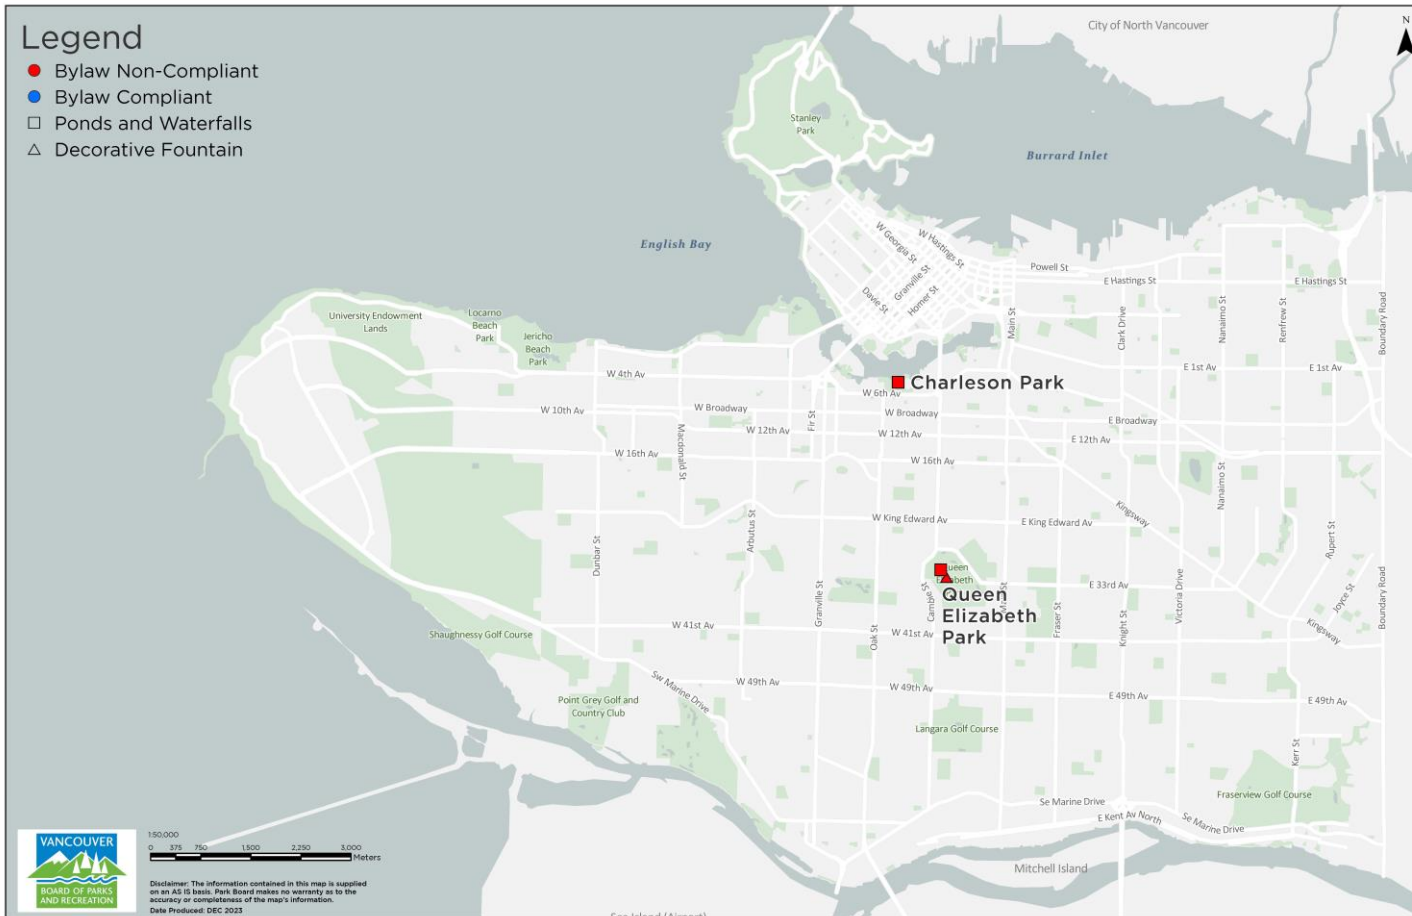 Legend
Bylaw Non-Compliant
Bylaw Compliant
Ponds and Waterfalls
Decorative Fountain
City of North Vancouver
N
Stanley
Park
Burrard Inlet
English Bay
W Georgia St
W Hastings St
Granville St
Davie St
Homer St
Powell St
E Hastings St
E Hastings St
Main St
Clark Drive
Nanaimo St
Renfrew St
Boundary Road
University Endowment
Lands
Locarno
Beach
Park
Jericho
Beach
Park
W 4th Av
E 1st Av
E 1st Av
Charleson Park
W 6th Av
W 10th Av
W Broadway
W Broadway
E Broadway
Fir St
Macdonald St
W 12th Av
W 12th Av
E 12th Av
W 16th Av
W 16th Av
Nanaimo St
Kingsway
W King Edward Av
E King Edward Av
Arbutus St
Dunbar St
Rupert St
Joyce St
Boundary Road
Queen
Elizabeth
Park
E 33rd Av
Granville St
Oak St
Fraser St
Knight St
Victoria Drive
Kingsway
W 41st Av
W 41st Av
Shaughnessy Golf Course
Sw Marine Drive
W 49th Av
W 49th Av
E 49th Av
E 49th Av
Point Grey Golf and
Country Club
Langara Golf Course
Kerr St
Fraserview Golf Course
Se Marine Drive
E Kent Av North
Se Marine Drive
Mitchell Island
VANCOUVER
BOARD OF PARKS
AND RECREATION
1:50,000
0 375 750 1,500 2,250 3,000
Meters
Disclaimer: The information contained in this map is supplied
on an AS IS basis. Park Board makes no warranty as to the
accuracy or completeness of the map's information.
Date Produced: DEC 2023